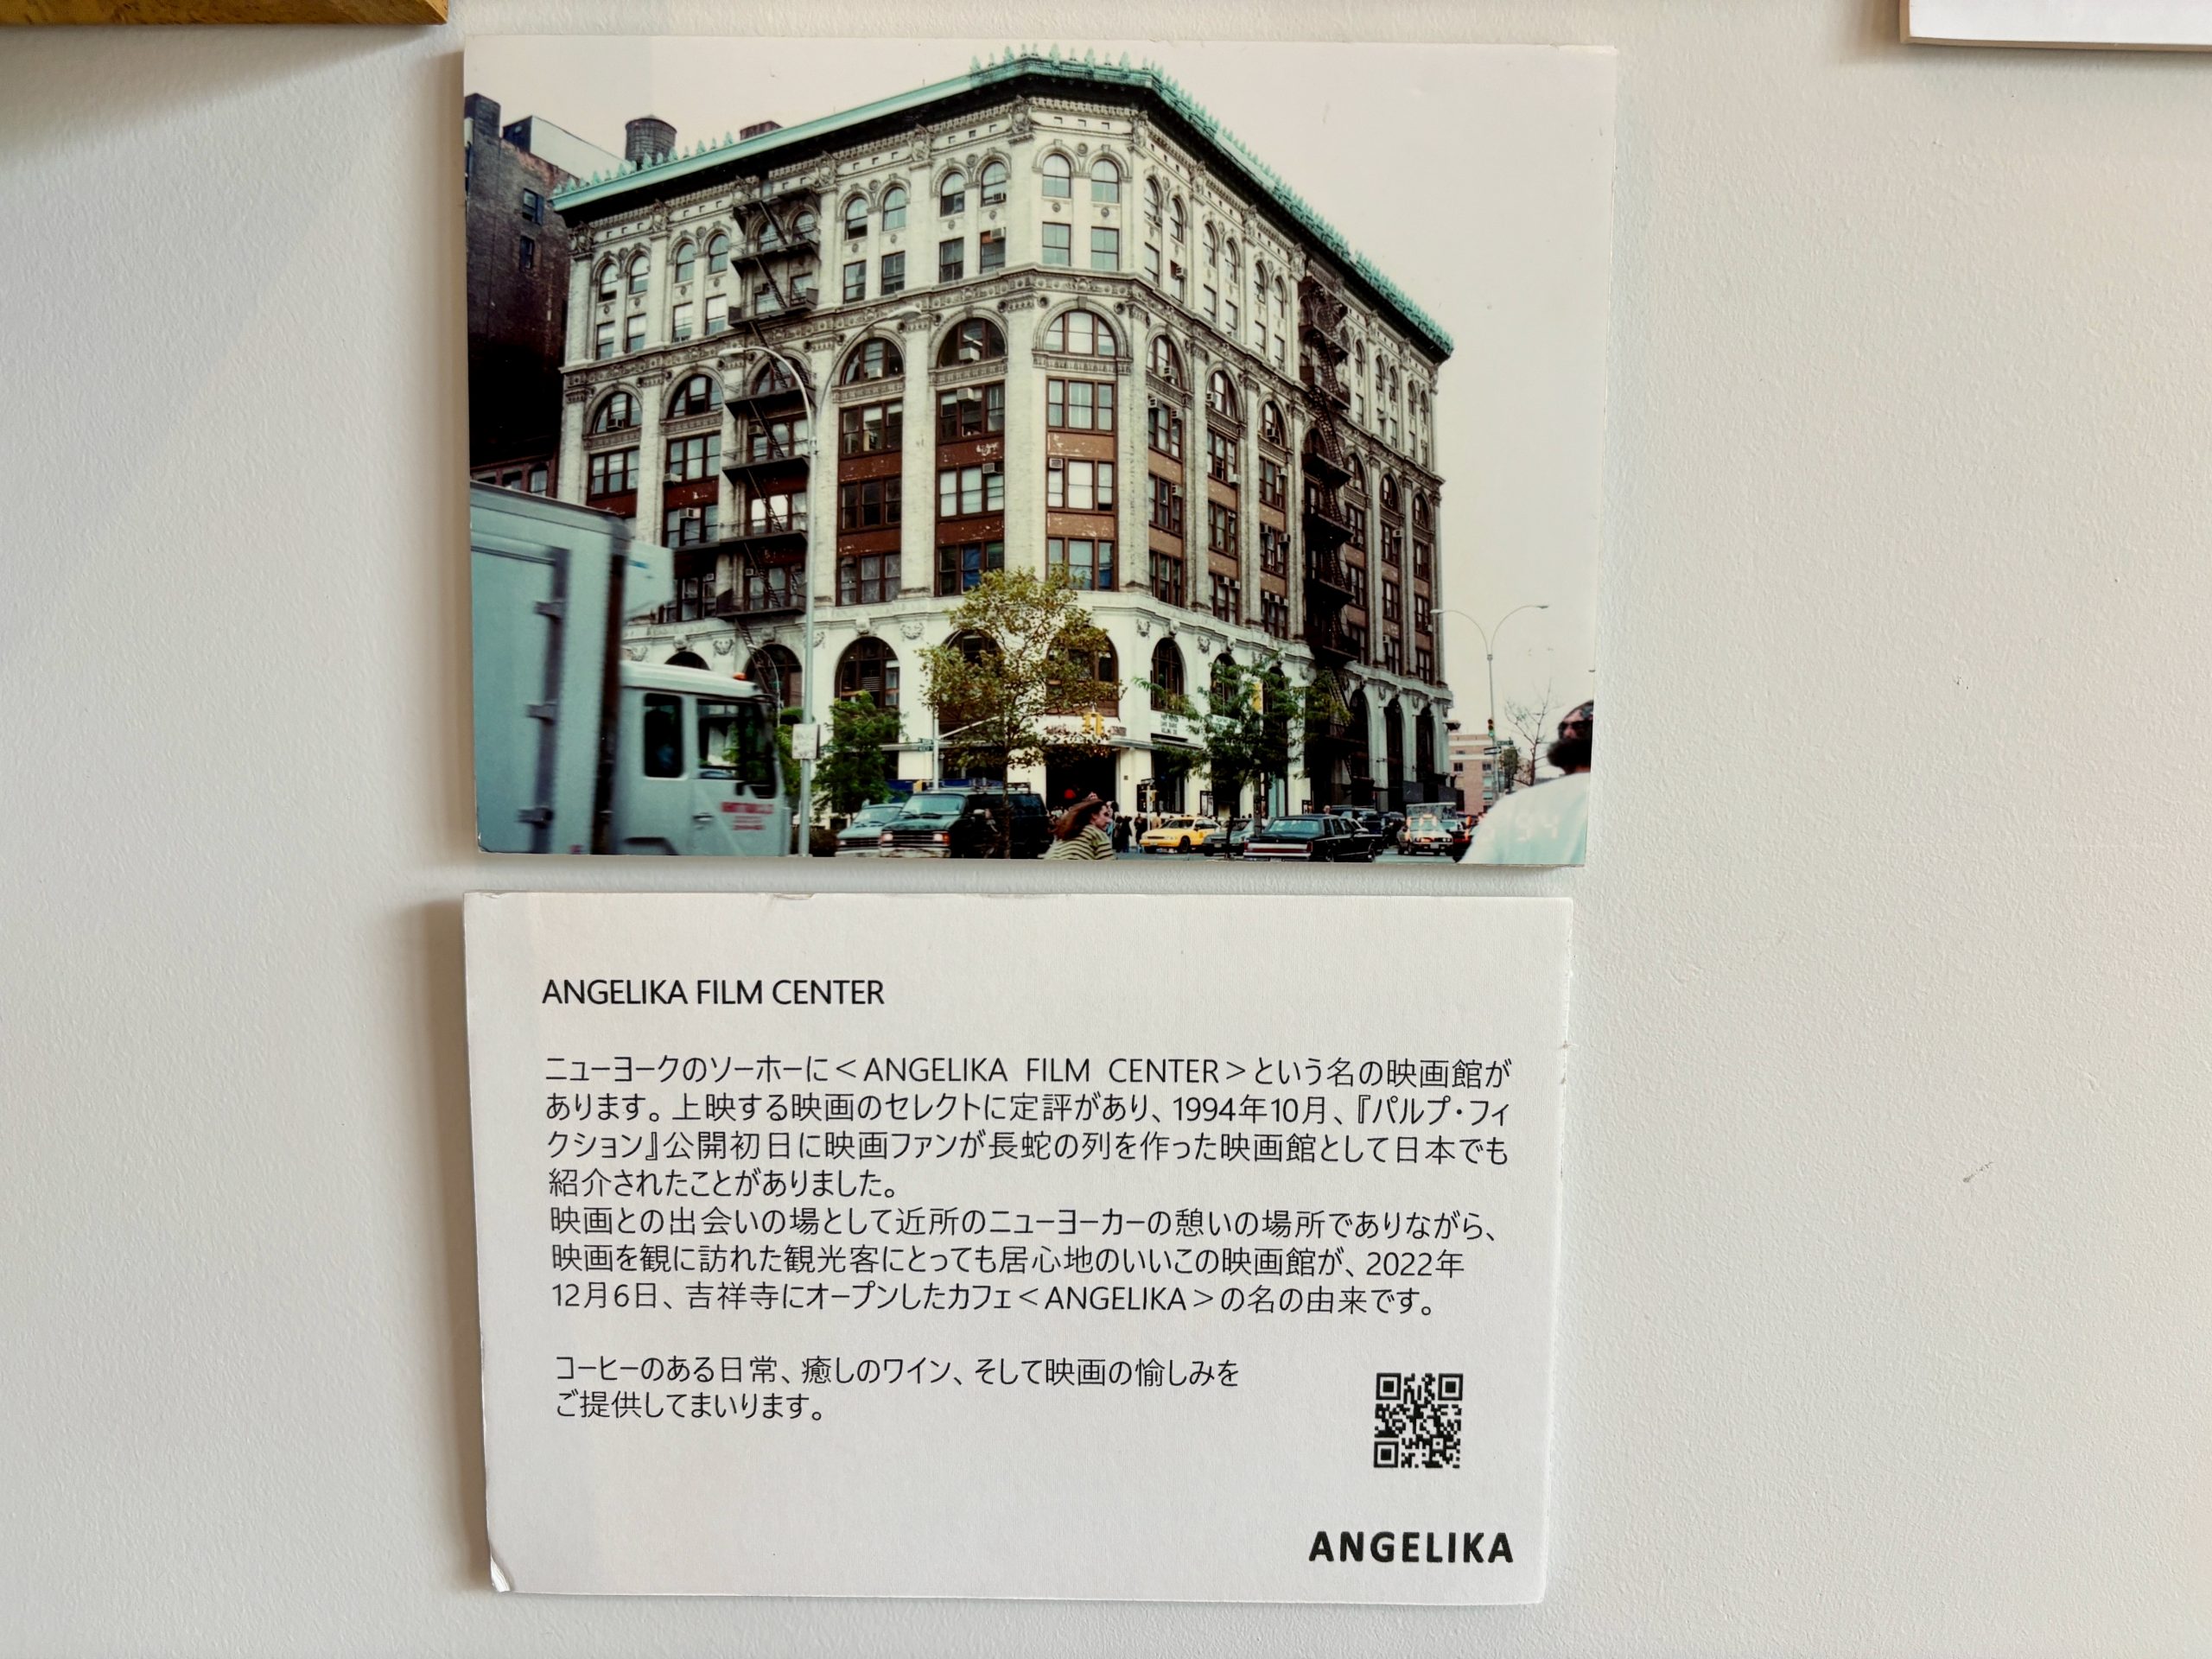 ANGELIKA FILM CENTER
ニューヨークのソーホーに＜ANGELIKA FILM CENTER＞という名の映画館が
あります。上映する映画のセレクトに定評があり、1994年10月、『パルプ・フィ
クション』公開初日に映画ファンが長蛇の列を作った映画館として日本でも
紹介されたことがありました。
映画との出会いの場として近所のニューヨーカーの憩いの場所でありながら、
映画を観に訪れた観光客にとっても居心地のいいこの映画館が、2022年
12月6日、吉祥寺にオープンしたカフェ＜ANGELIKA＞の名の由来です。
コーヒーのある日常、癒しのワイン、そして映画の愉しみを
ご提供してまいります。
ANGELIKA